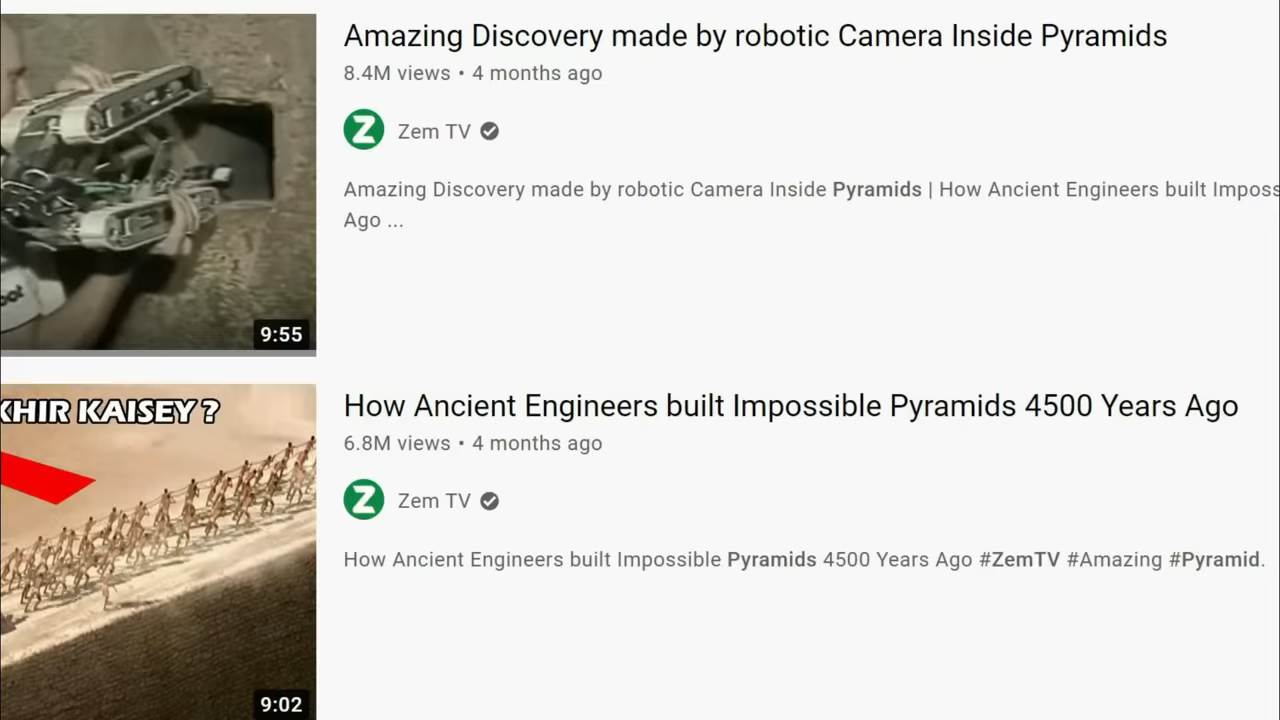 Amazing Discovery made by robotic Camera Inside Pyramids
8.4M views • 4 months ago
Z Zem TV
Amazing Discovery made by robotic Camera Inside Pyramids | How Ancient Engineers built Imposs
Ago ...
oot
9:55
KHIR KAISEY ?
How Ancient Engineers built Impossible Pyramids 4500 Years Ago
6.8M views • 4 months ago
Z Zem TV
How Ancient Engineers built Impossible Pyramids 4500 Years Ago #ZemTV #Amazing #Pyramid.
9:02